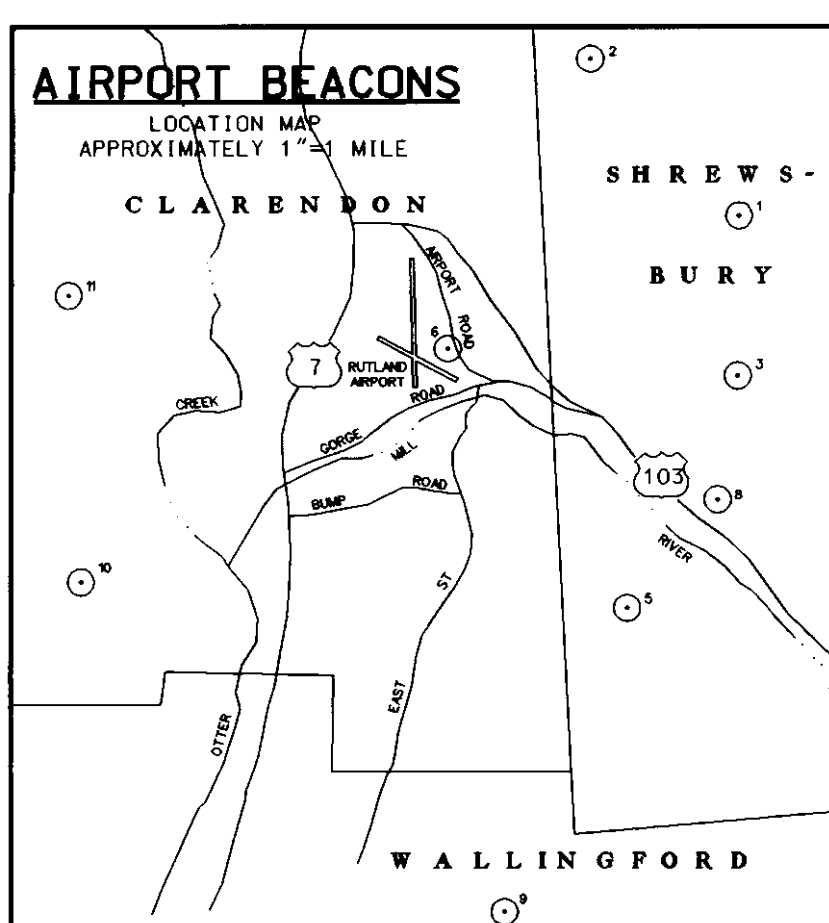 AIRPORT BEACONS
LOCATION MAP
APPROXIMATELY 1"=1 MILE
2
SHREWS-
CLARENDON
1
BURY
AIRPORT
ROAD
11
6
7
RUTLAND
AIRPORT
3
CREEK
GORGE
ROAD
MILL
103
BUMP
ROAD
8
RIVER
10
ST
5
EAST
OTTER
WALLINGFORD
9